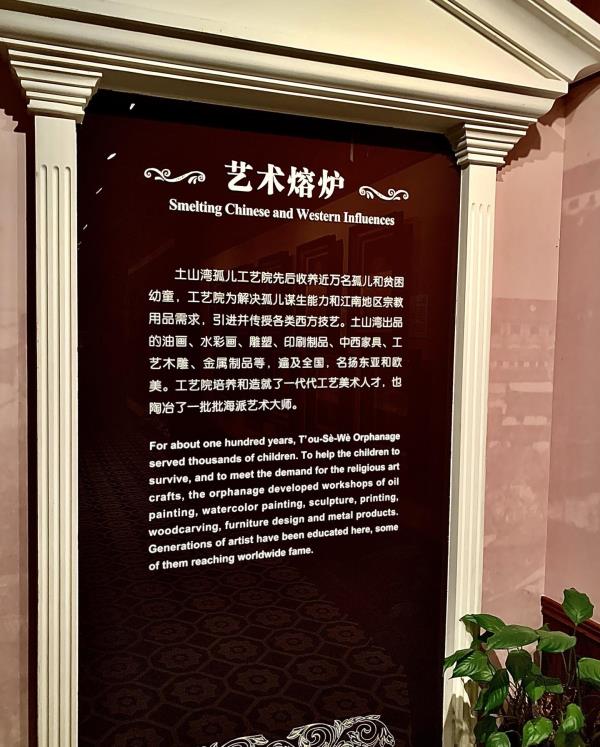 艺术熔炉
Smelting Chinese and Western Influences
土山湾孤儿工艺院先后收养近万名孤儿和贫困
幼童，工艺院为解决孤儿谋生能力和江南地区宗教
用品需求，引进并传授各类西方技艺。土山湾出品
的油画、水彩画、雕塑、印刷制品、中西家具、工
艺木雕、金属制品等，遍及全国，名扬东亚和欧
美。工艺院培养和造就了一代代工艺美术人才，也
陶冶了一批批海派艺术大师。
For about one hundred years, T'ou-Sè-Wè Orphanage
served thousands of children. To help the children to
survive, and to meet the demand for the religious art
crafts, the orphanage developed workshops of oil
painting, watercolor painting, sculpture, printing,
woodcarving, furniture design and metal products.
Generations of artist have been educated here, some
of them reaching worldwide fame.